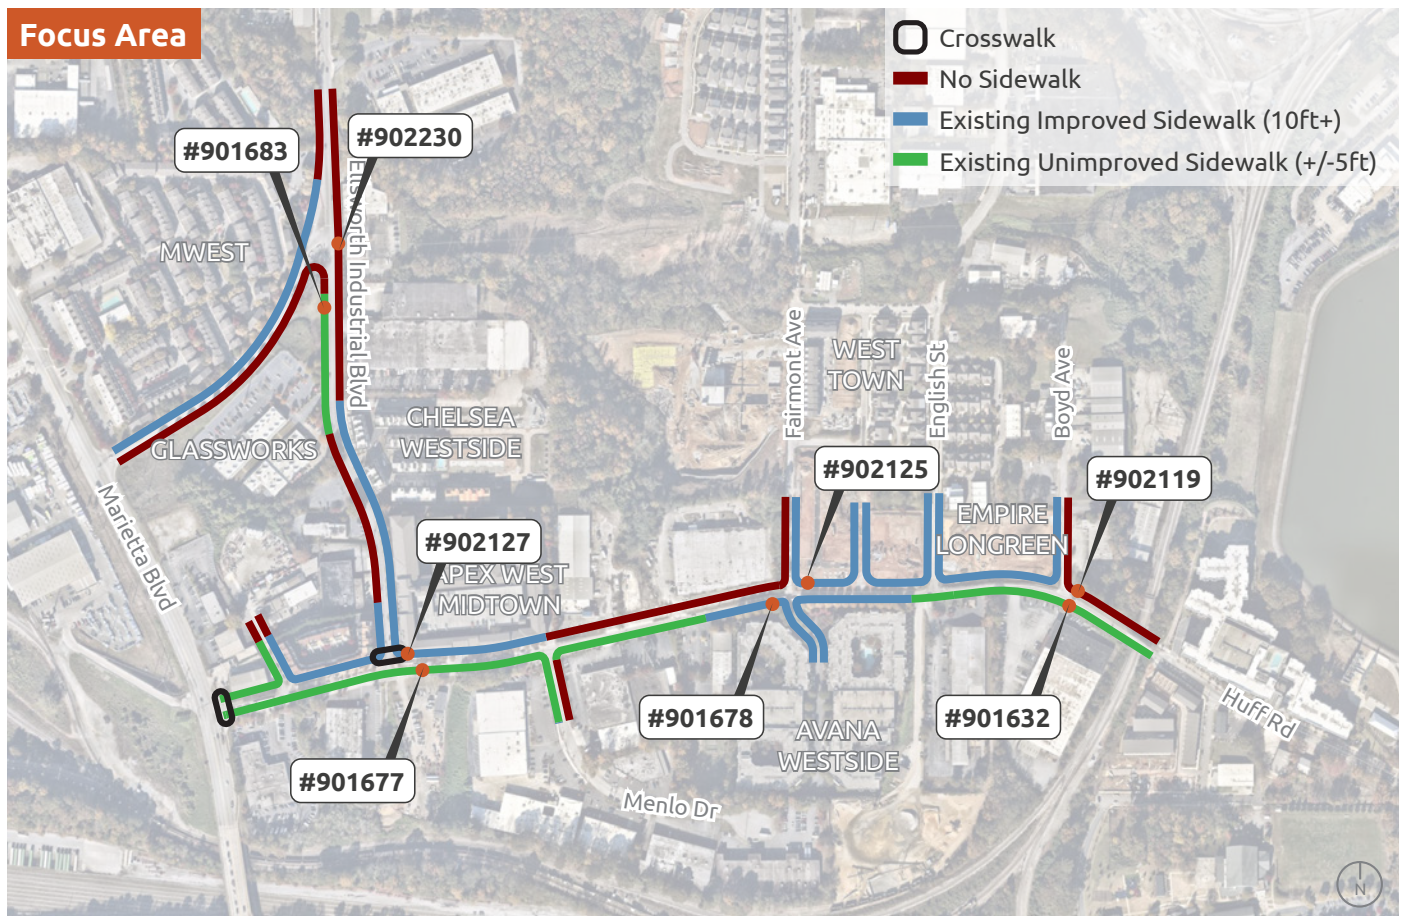 Focus Area
Crosswalk
No Sidewalk
Existing Improved Sidewalk (10ft+)
Existing Unimproved Sidewalk (+/-5ft)
#901683
#902230
Ellsworth Industrial Blvd
MWEST
GLASSWORKS
CHELSEA
WESTSIDE
Marietta Blvd
#902127
APEX WEST
MIDTOWN
#901677
Menlo Dr
Fairmont Ave
WEST
TOWN
English St
Boyd Ave
#902125
#902119
EMPIRE
LONGREEN
#901678
#901632
AVANA
WESTSIDE
Huff Rd
N